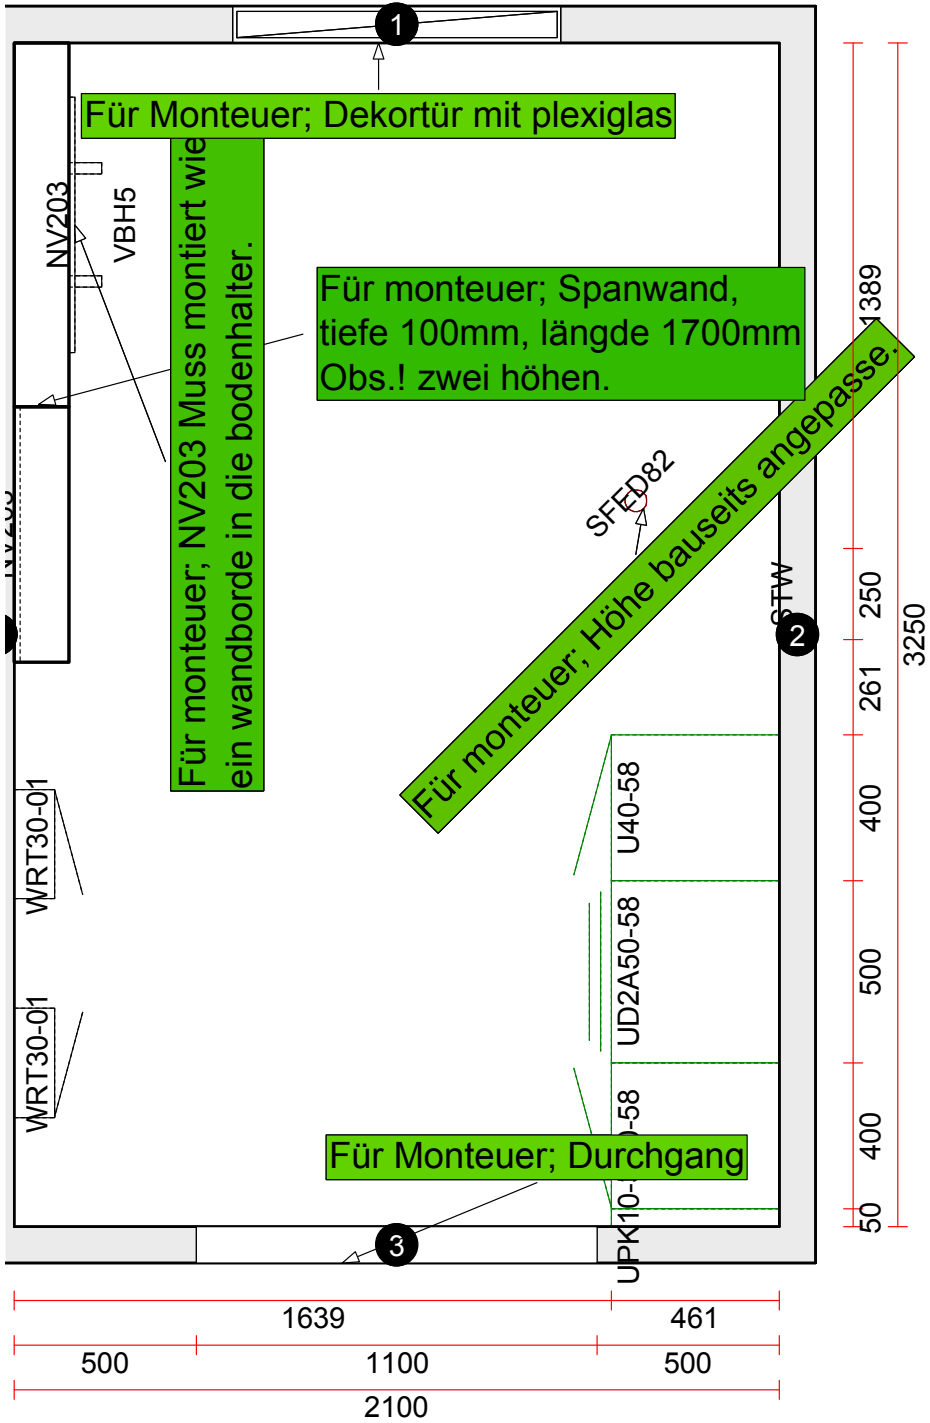 1
Für Monteuer; Dekortür mit plexiglas
NV203
VBH5
Für monteuer; NV203 Muss montiert wie
ein wandborde in die bodenhalter.
Für monteuer; Spanwand,
tiefe 100mm, längde 1700mm
Obs.! zwei höhen.
1389
SFED82
Für monteuer; Höhe bauseits angepasse.
STW
2
250
3250
261
U40-58
400
WRT30-01
UD2A50-58
500
WRT30-01
400
Für Monteuer; Durchgang
50
3
1639
461
500
1100
500
2100